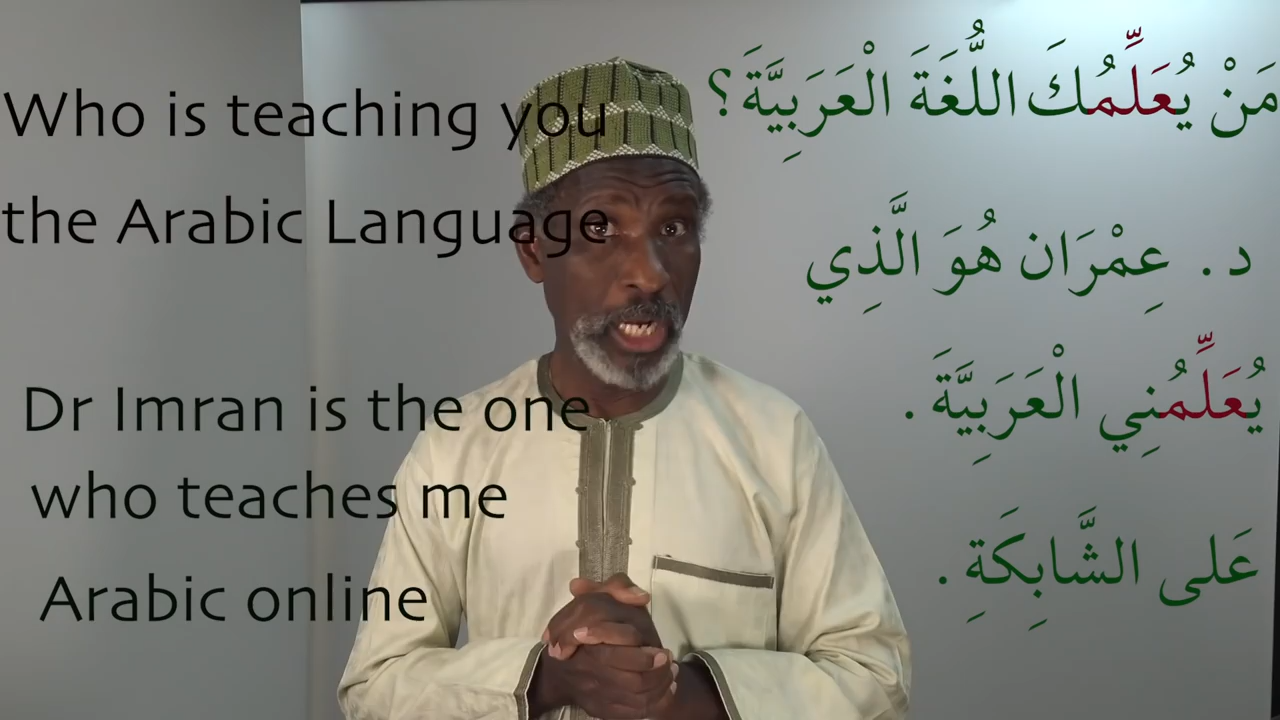 Who is teaching you
the Arabic Language
Dr Imran is the one
who teaches me
Arabic online
مَنْ يُعَلِّمُكَ اللُّغَةَ الْعَرَبِيَّةَ؟
د. عِمْرَان هُوَ الَّذِي
يُعَلِّمُنِي الْعَرَبِيَّةَ.
عَلى الشَّابِكَةِ.